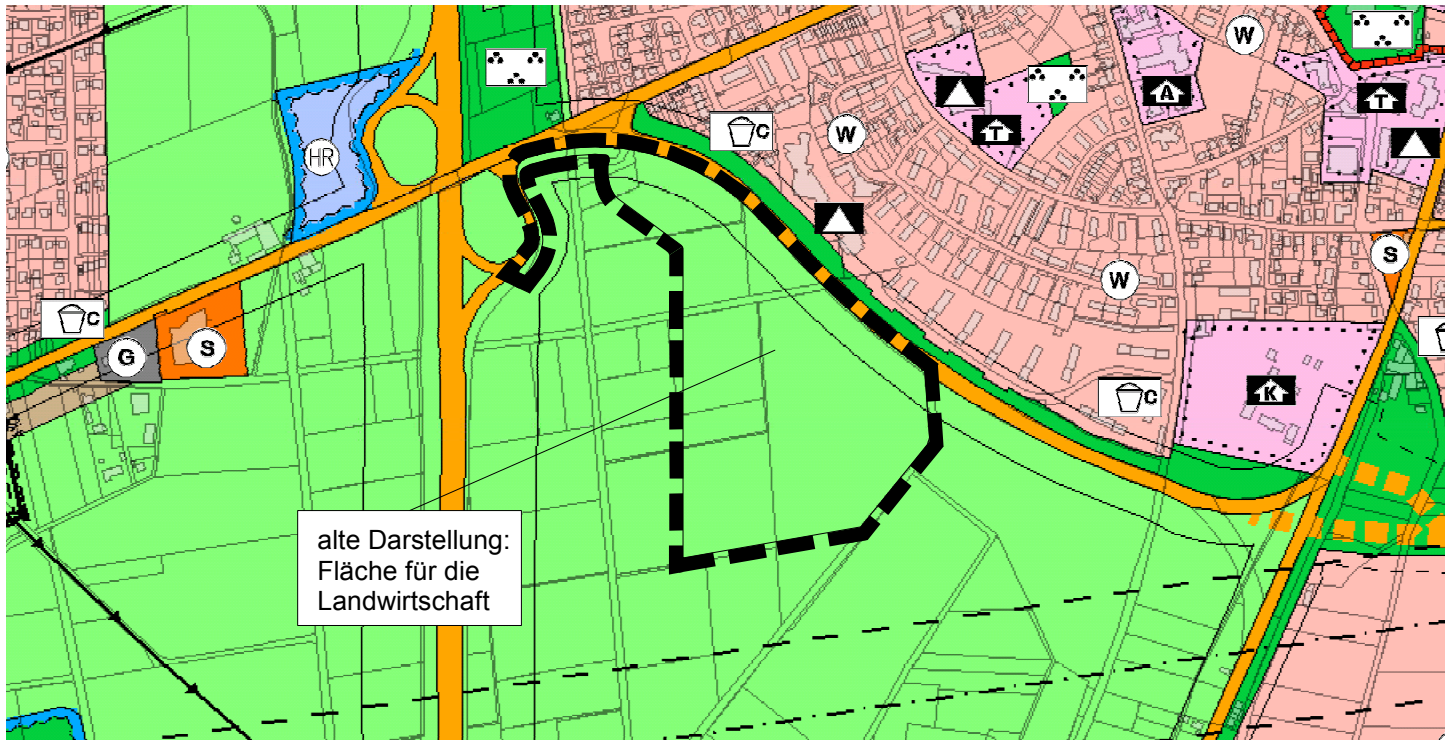 W
A
T
T
C
W
HR
W
S
C
G
S
C
K
alte Darstellung:
Fläche für die
Landwirtschaft